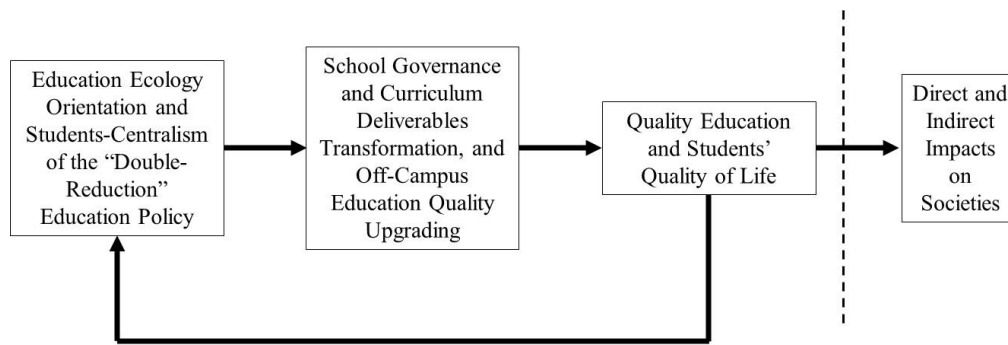 Education Ecology
Orientation and
Students-Centralism
of the “Double-
Reduction”
Education Policy
School Governance
and Curriculum
Deliverables
Transformation, and
Off-Campus
Education Quality
Upgrading
Quality Education
and Students’
Quality of Life
Direct and
Indirect
Impacts
on
Societies